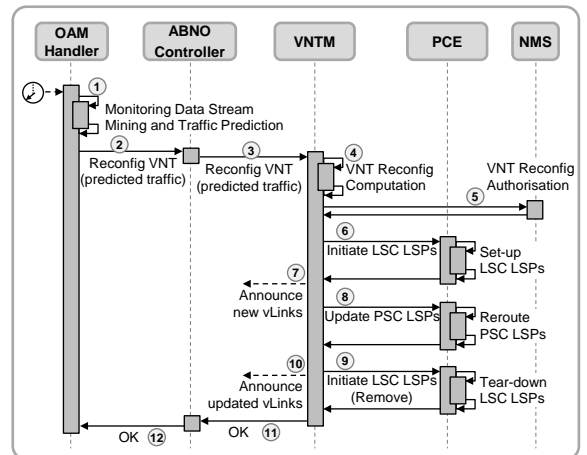 OAM
Handler
ABNO
Controller
VNTM
PCE
NMS
1
Monitoring Data Stream
Mining and Traffic Prediction
2
Reconfig VNT
(predicted traffic)
3
Reconfig VNT
(predicted traffic)
4
VNT Reconfig
Computation
VNT Reconfig
Authorisation
5
6
Initiate LSC LSPs
Set-up
LSC LSPs
7
Announce
new vLinks
8
Update PSC LSPs
Reroute
PSC LSPs
10
Announce
updated vLinks
9
Initiate LSC LSPs
(Remove)
Tear-down
LSC LSPs
OK 11
OK 12